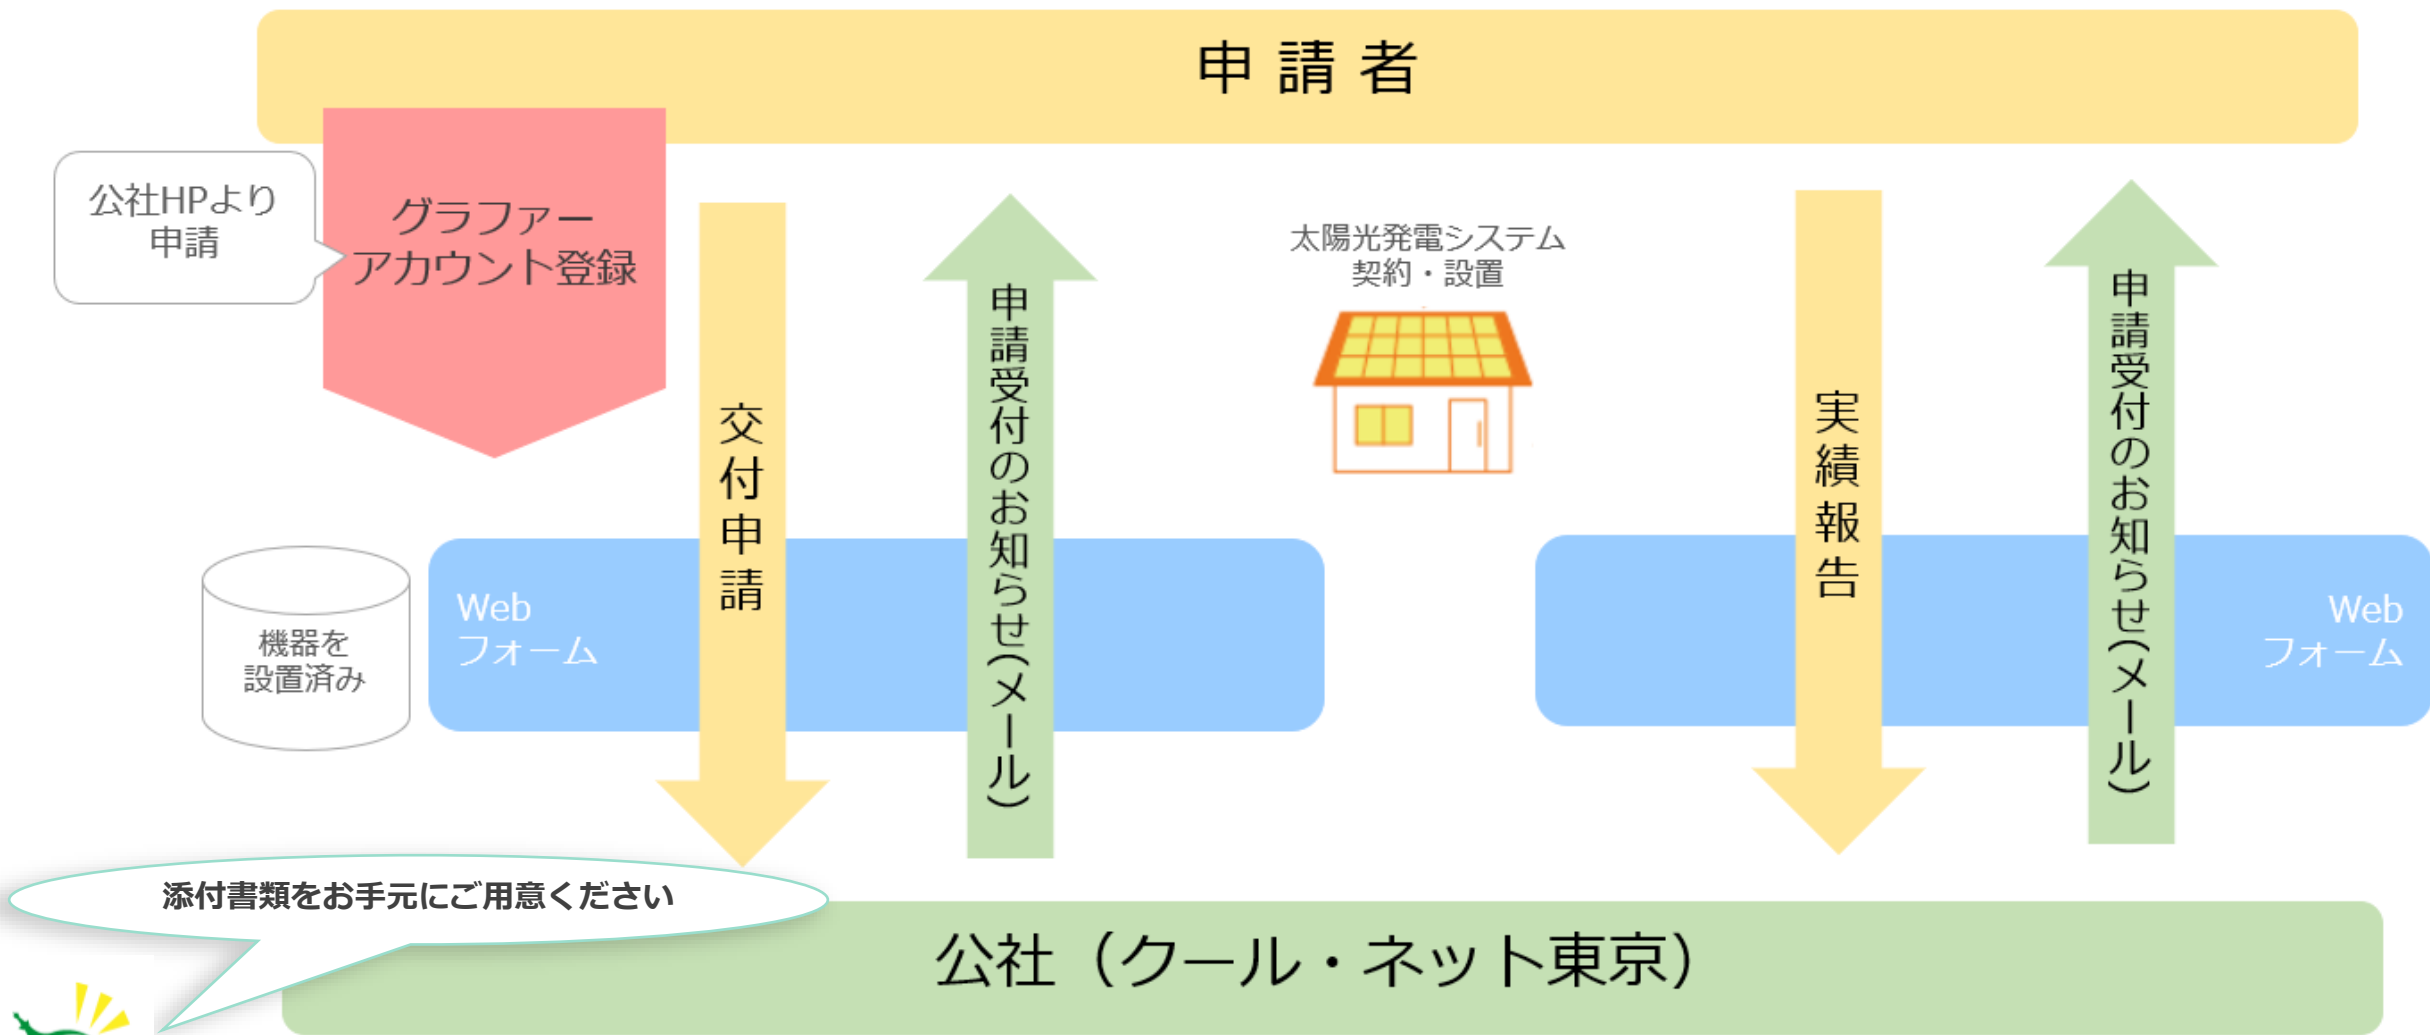 申請者
公社HPより
申請
グラファー
アカウント登録
交付申請
申請受付のお知らせ(メール)
太陽光発電システム
契約・設置
実績報告
申請受付のお知らせ(メール)
機器を
設置済み
Web
フォーム
Web
フォーム
添付書類をお手元にご用意ください
公社（クール・ネット東京）